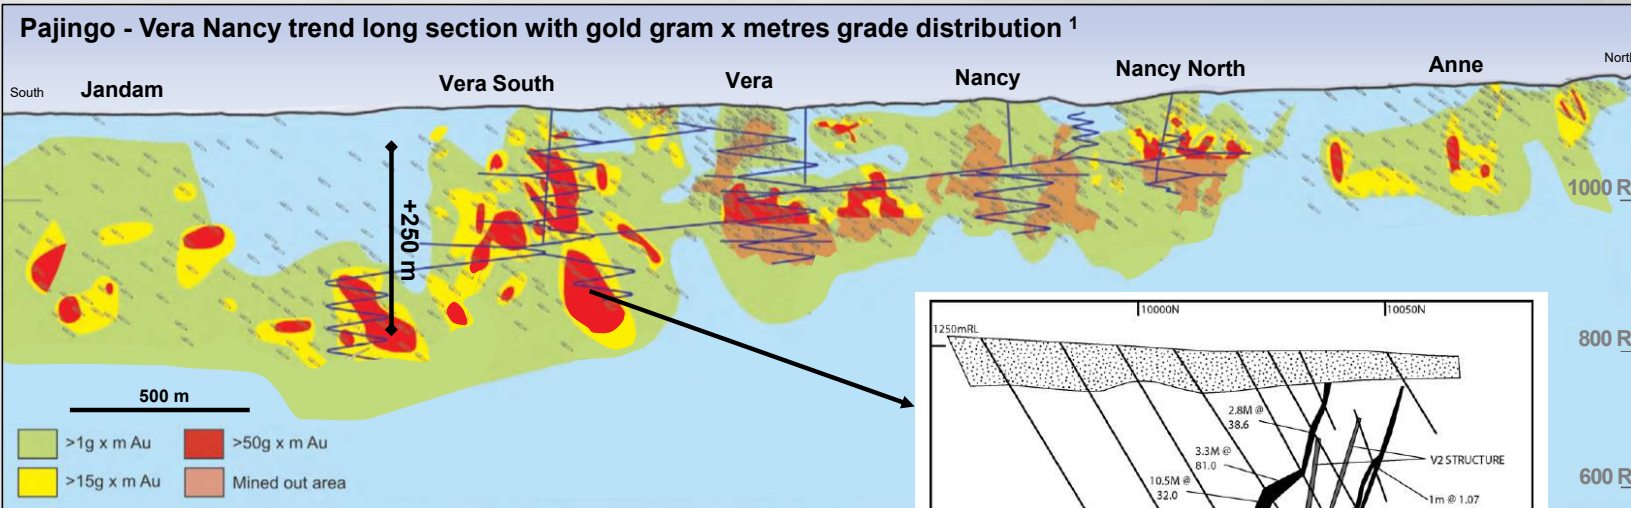 Pajingo - Vera Nancy trend long section with gold gram x metres grade distribution 1
South
Jandam
Vera South
Vera
Nancy
Nancy North
Anne
North
+250 m
1000 R
800 R
600 R
500 m
>1g x m Au
>50g x m Au
>15g x m Au
Mined out area
10000N
10050N
1250mRL
2.8M @
38.6
3.3M @
81.0
10.5M @
32.0
V2 STRUCTURE
1m @ 1.07